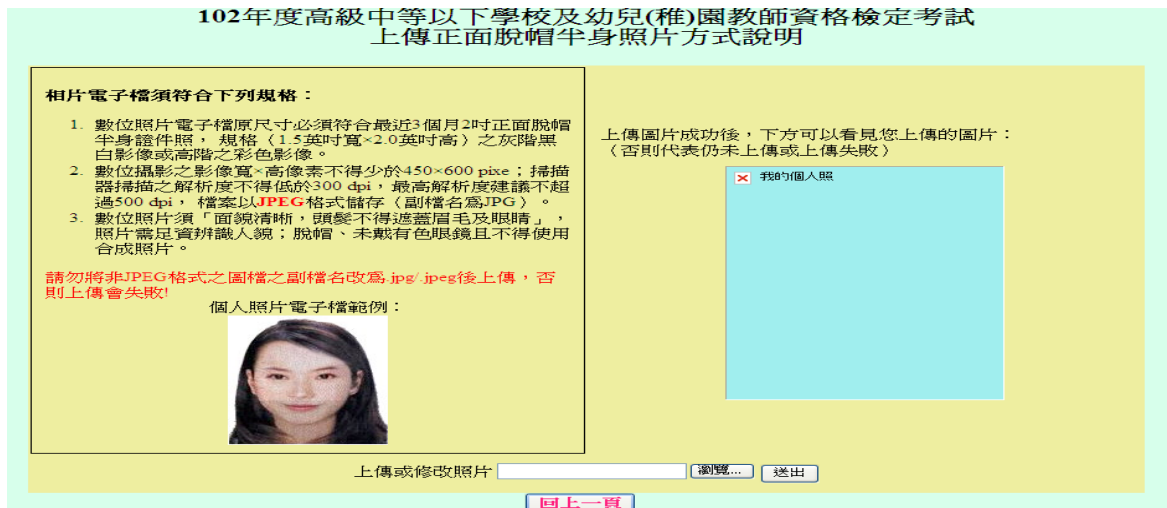 102年度高級中等以下學校及幼兒(稚)園教師資格檢定考試
上傳正面脫帽半身照片方式說明
相片電子檔須符合下列規格：
1. 數位照片電子檔原尺寸必須符合最近3個月2吋正面脫帽
半身證件照， 規格（1.5英吋寬×2.0英吋高）之灰階黑
白影像或高階之彩色影像。
2. 數位攝影之影像寬×高像素不得少於450×600 pixe；掃描
器掃描之解析度不得低於300 dpi，最高解析度建議不超
過500 dpi， 檔案以JPEG格式儲存（副檔名為JPG）。
3. 數位照片須「面貌清晰，頭髮不得遮蓋眉毛及眼睛」，
照片需足資辨識人貌；脫帽、未戴有色眼鏡且不得使用
合成照片。
請勿將非JPEG格式之圖檔之副檔名改為.jpg/.jpeg後上傳，否
則上傳會失敗!
個人照片電子檔範例：
上傳圖片成功後，下方可以看見您上傳的圖片：
（否則代表仍未上傳或上傳失敗）
我的個人照
上傳或修改照片 瀏覽... 送出
回上一頁